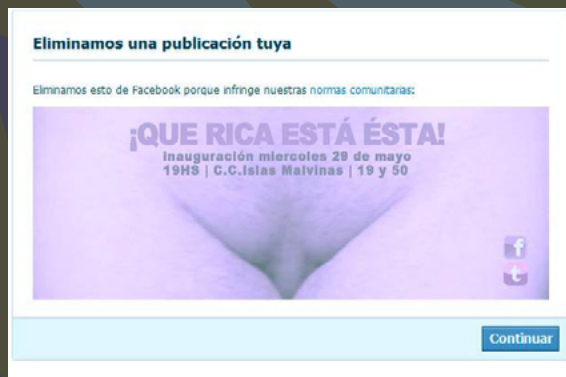 Eliminamos una publicación tuya
Eliminamos esto de Facebook porque infringe nuestras normas comunitarias:
¡QUE RICA ESTÁ ÉSTA!
Inauguración miercoles 29 de mayo
19HS | C.C.Islas Malvinas | 19 y 50
f
t
Continuar